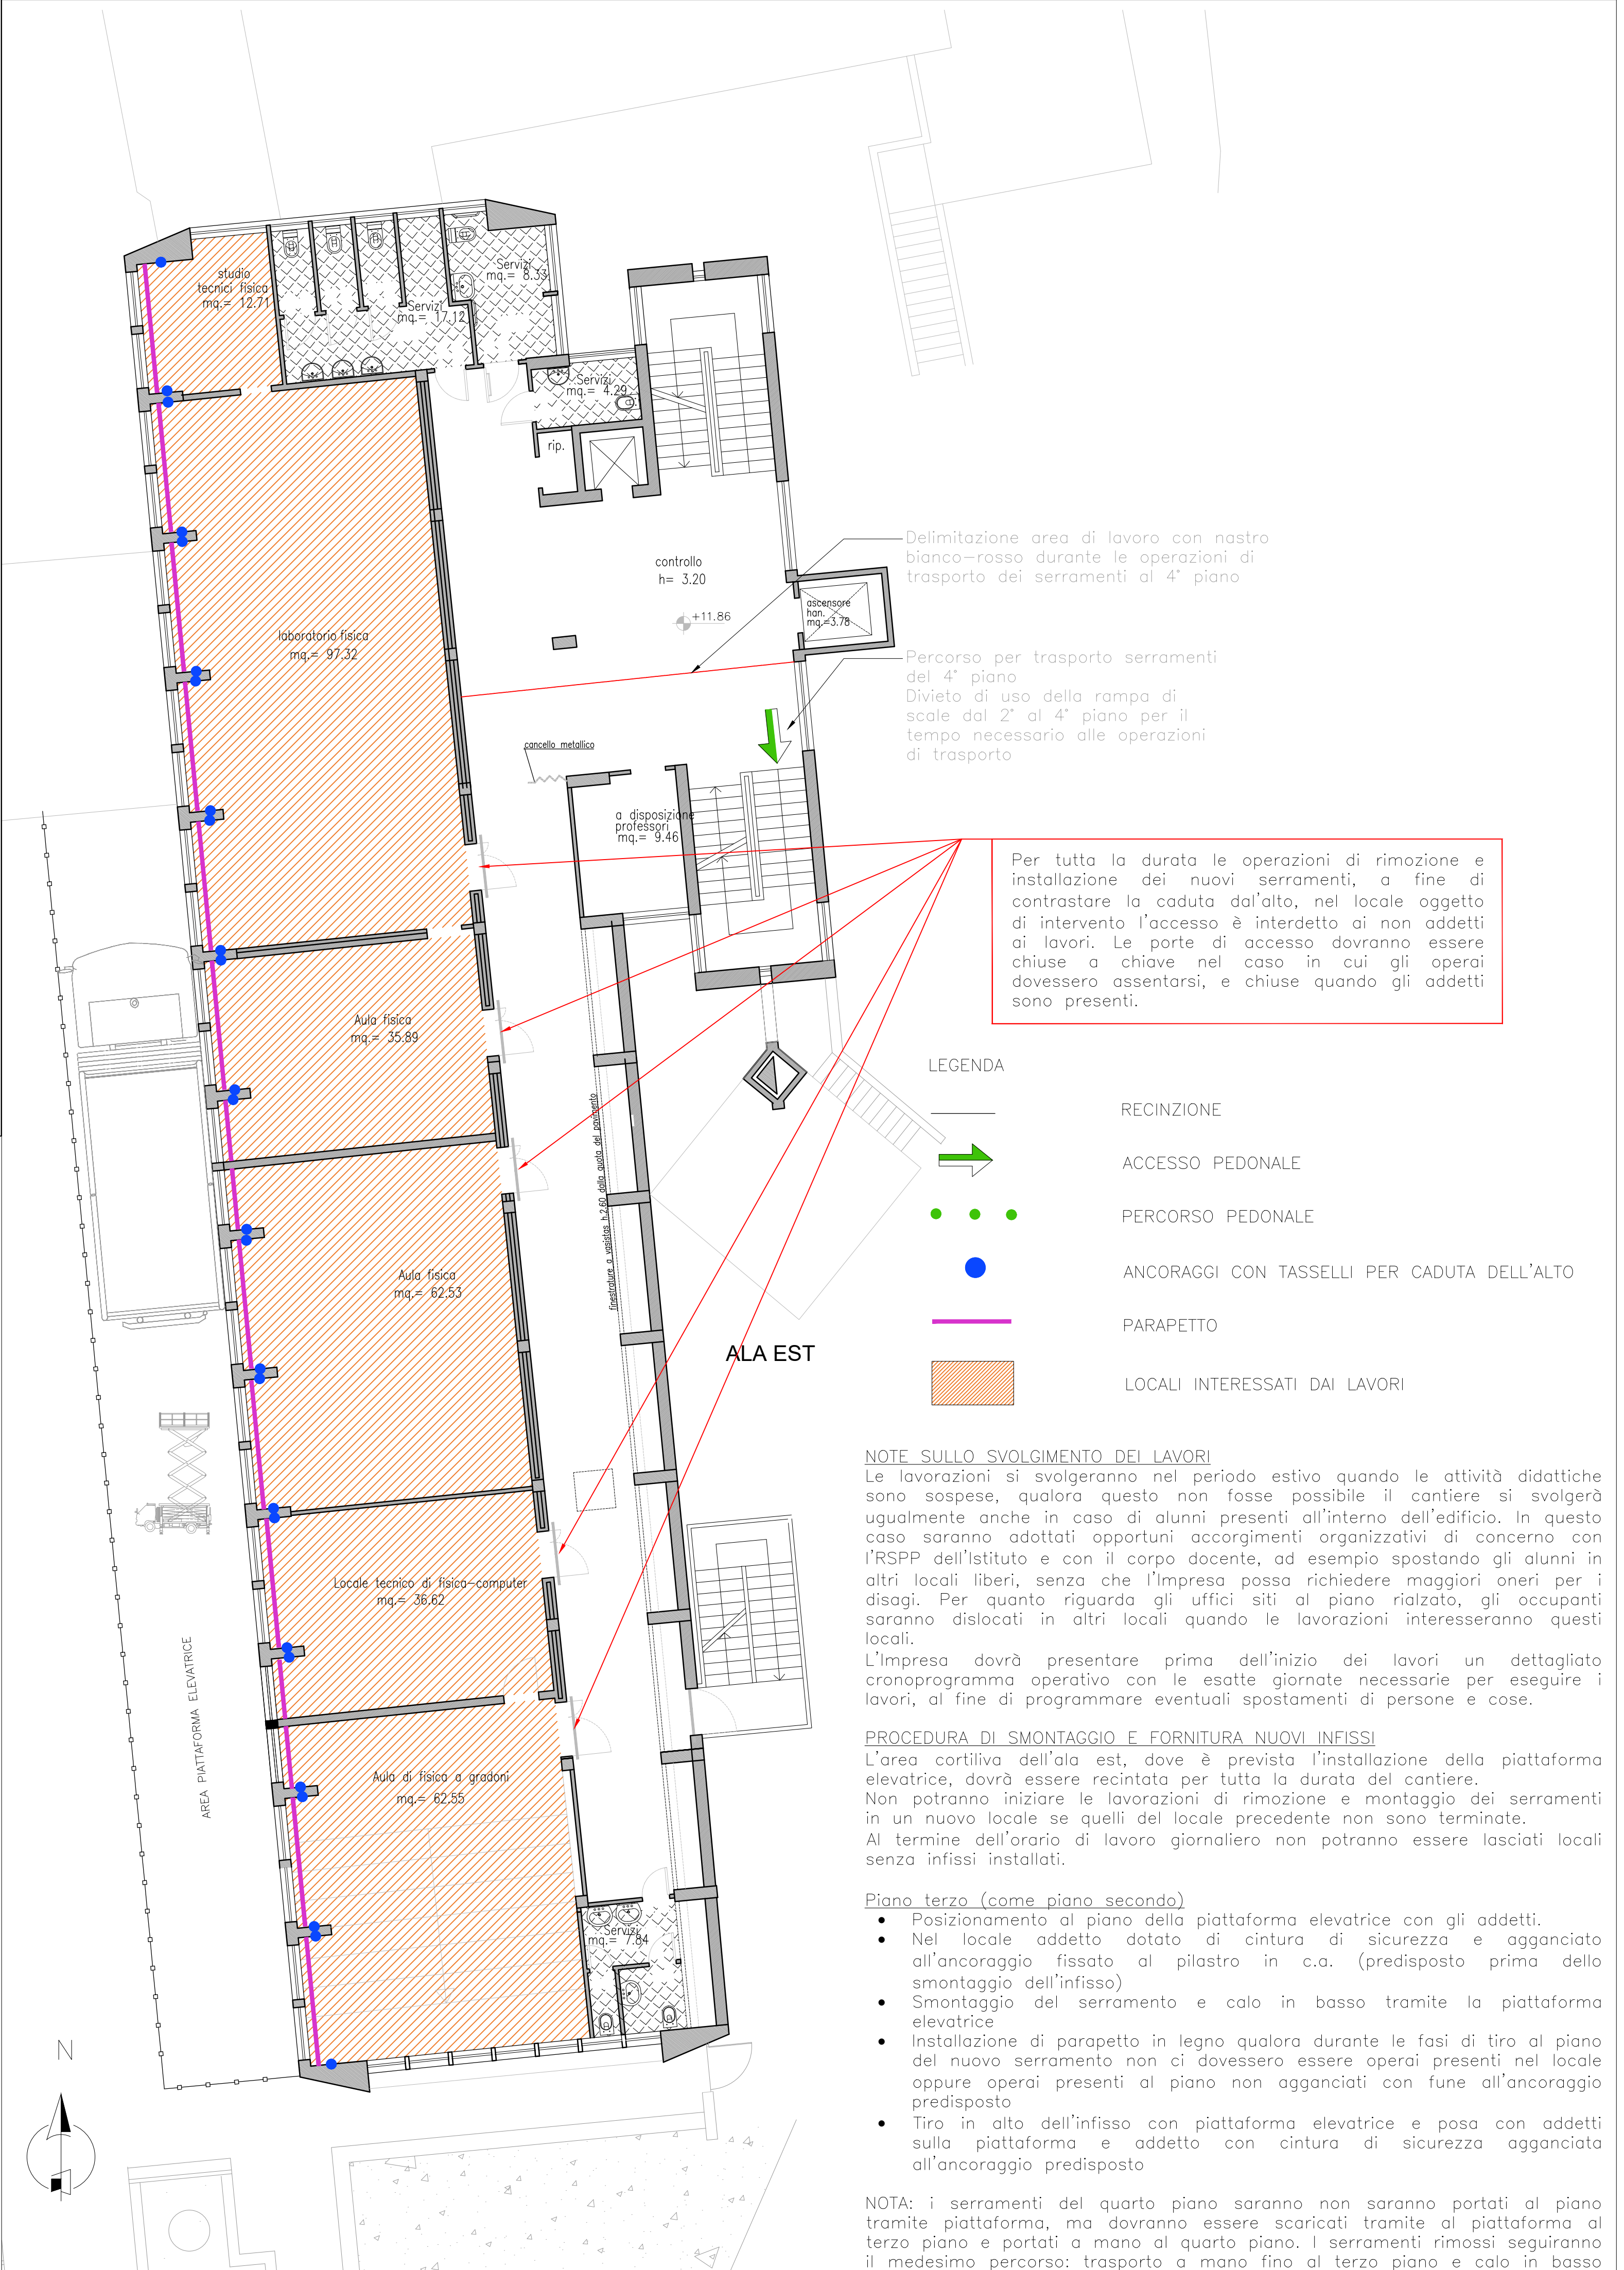 studio
tecnici fisica
mq.= 12.71
Servizi
mq.= 8.33
Servizi
mq.= 17.12
Servizi
mq.= 4.29
rip.
controllo
h= 3.20
+11.86
ascensore
han.
mq.=3.78
laboratorio fisica
mq.= 97.32
cancello metallico
a disposizione
professori
mq.= 9.46
Delimitazione area di lavoro con nastro
bianco-rosso durante le operazioni di
trasporto dei serramenti al 4° piano
Percorso per trasporto serramenti
del 4° piano
Divieto di uso della rampa di
scale dal 2° al 4° piano per il
tempo necessario alle operazioni
di trasporto
Per tutta la durata le operazioni di rimozione e
installazione dei nuovi serramenti, a fine di
contrastare la caduta dal'alto, nel locale oggetto
di intervento l'accesso è interdetto ai non addetti
ai lavori. Le porte di accesso dovranno essere
chiuse a chiave nel caso in cui gli operai
dovessero assentarsi, e chiuse quando gli addetti
sono presenti.
Aula fisica
mq.= 35.89
finestrature a vasistas h.2.60 dalla quota del pavimento
Aula fisica
mq.= 62.53
ALA EST
Locale tecnico di fisica-computer
mq.= 36.62
AREA PIATTAFORMA ELEVATRICE
Aula di fisica a gradoni
mq.= 62.55
Servizi
mq.= 7.84
N
LEGENDA
RECINZIONE
ACCESSO PEDONALE
PERCORSO PEDONALE
ANCORAGGI CON TASSELLI PER CADUTA DELL'ALTO
PARAPETTO
LOCALI INTERESSATI DAI LAVORI
NOTE SULLO SVOLGIMENTO DEI LAVORI
Le lavorazioni si svolgeranno nel periodo estivo quando le attività didattiche
sono sospese, qualora questo non fosse possibile il cantiere si svolgerà
ugualmente anche in caso di alunni presenti all'interno dell'edificio. In questo
caso saranno adottati opportuni accorgimenti organizzativi di concerno con
l'RSPP dell'Istituto e con il corpo docente, ad esempio spostando gli alunni in
altri locali liberi, senza che l'Impresa possa richiedere maggiori oneri per i
disagi. Per quanto riguarda gli uffici siti al piano rialzato, gli occupanti
saranno dislocati in altri locali quando le lavorazioni interesseranno questi
locali.
L'Impresa dovrà presentare prima dell'inizio dei lavori un dettagliato
cronoprogramma operativo con le esatte giornate necessarie per eseguire i
lavori, al fine di programmare eventuali spostamenti di persone e cose.
PROCEDURA DI SMONTAGGIO E FORNITURA NUOVI INFISSI
L'area cortiliva dell'ala est, dove è prevista l'installazione della piattaforma
elevatrice, dovrà essere recintata per tutta la durata del cantiere.
Non potranno iniziare le lavorazioni di rimozione e montaggio dei serramenti
in un nuovo locale se quelli del locale precedente non sono terminate.
Al termine dell'orario di lavoro giornaliero non potranno essere lasciati locali
senza infissi installati.
Piano terzo (come piano secondo)
• Posizionamento al piano della piattaforma elevatrice con gli addetti.
• Nel locale addetto dotato di cintura di sicurezza e agganciato
all'ancoraggio fissato al pilastro in c.a. (predisposto prima dello
smontaggio dell'infisso)
• Smontaggio del serramento e calo in basso tramite la piattaforma
elevatrice
• Installazione di parapetto in legno qualora durante le fasi di tiro al piano
del nuovo serramento non ci dovessero essere operai presenti nel locale
oppure operai presenti al piano non agganciati con fune all'ancoraggio
predisposto
• Tiro in alto dell'infisso con piattaforma elevatrice e posa con addetti
sulla piattaforma e addetto con cintura di sicurezza agganciata
all'ancoraggio predisposto
NOTA: i serramenti del quarto piano saranno non saranno portati al piano
tramite piattaforma, ma dovranno essere scaricati tramite al piattaforma al
terzo piano e portati a mano al quarto piano. I serramenti rimossi seguiranno
il medesimo percorso: trasporto a mano fino al terzo piano e calo in basso